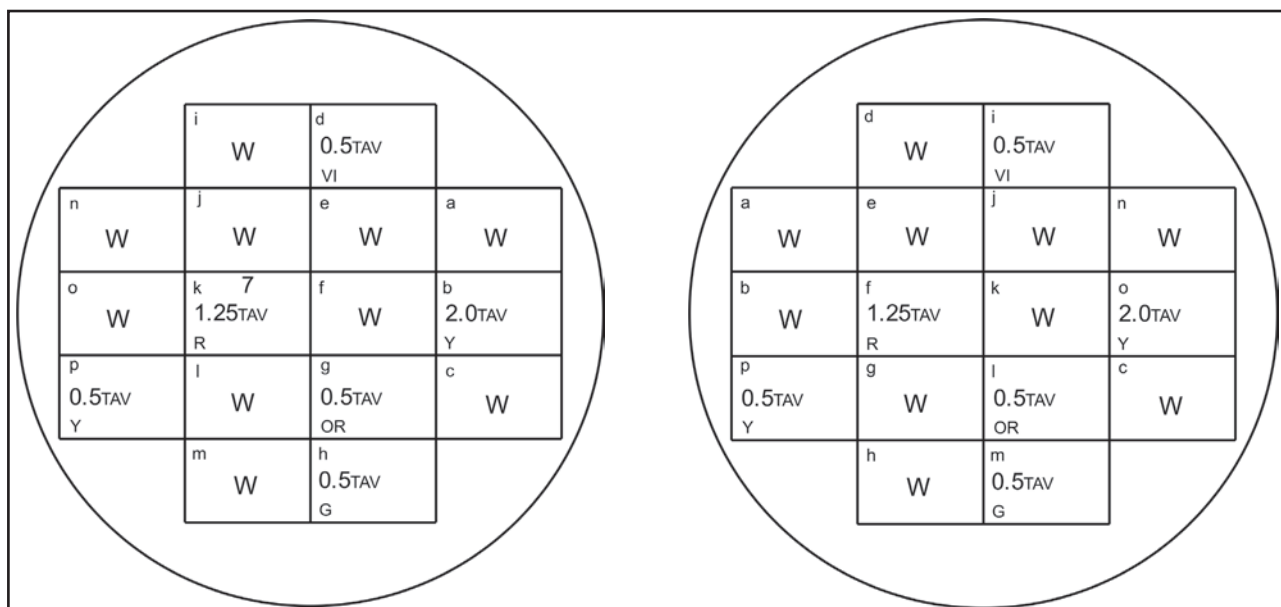 i d
W 0.5TAV
VI
n j e a
W W W W
o k 7 f b
W 1.25TAV W 2.0TAV
R Y
p l g c
0.5TAV W 0.5TAV W
Y OR
m h
W 0.5TAV
G
d i
W 0.5TAV
VI
a e j n
W W W W
b f k o
W 1.25TAV W 2.0TAV
R Y
p g l c
0.5TAV W 0.5TAV W
Y OR
h m
W 0.5TAV
G